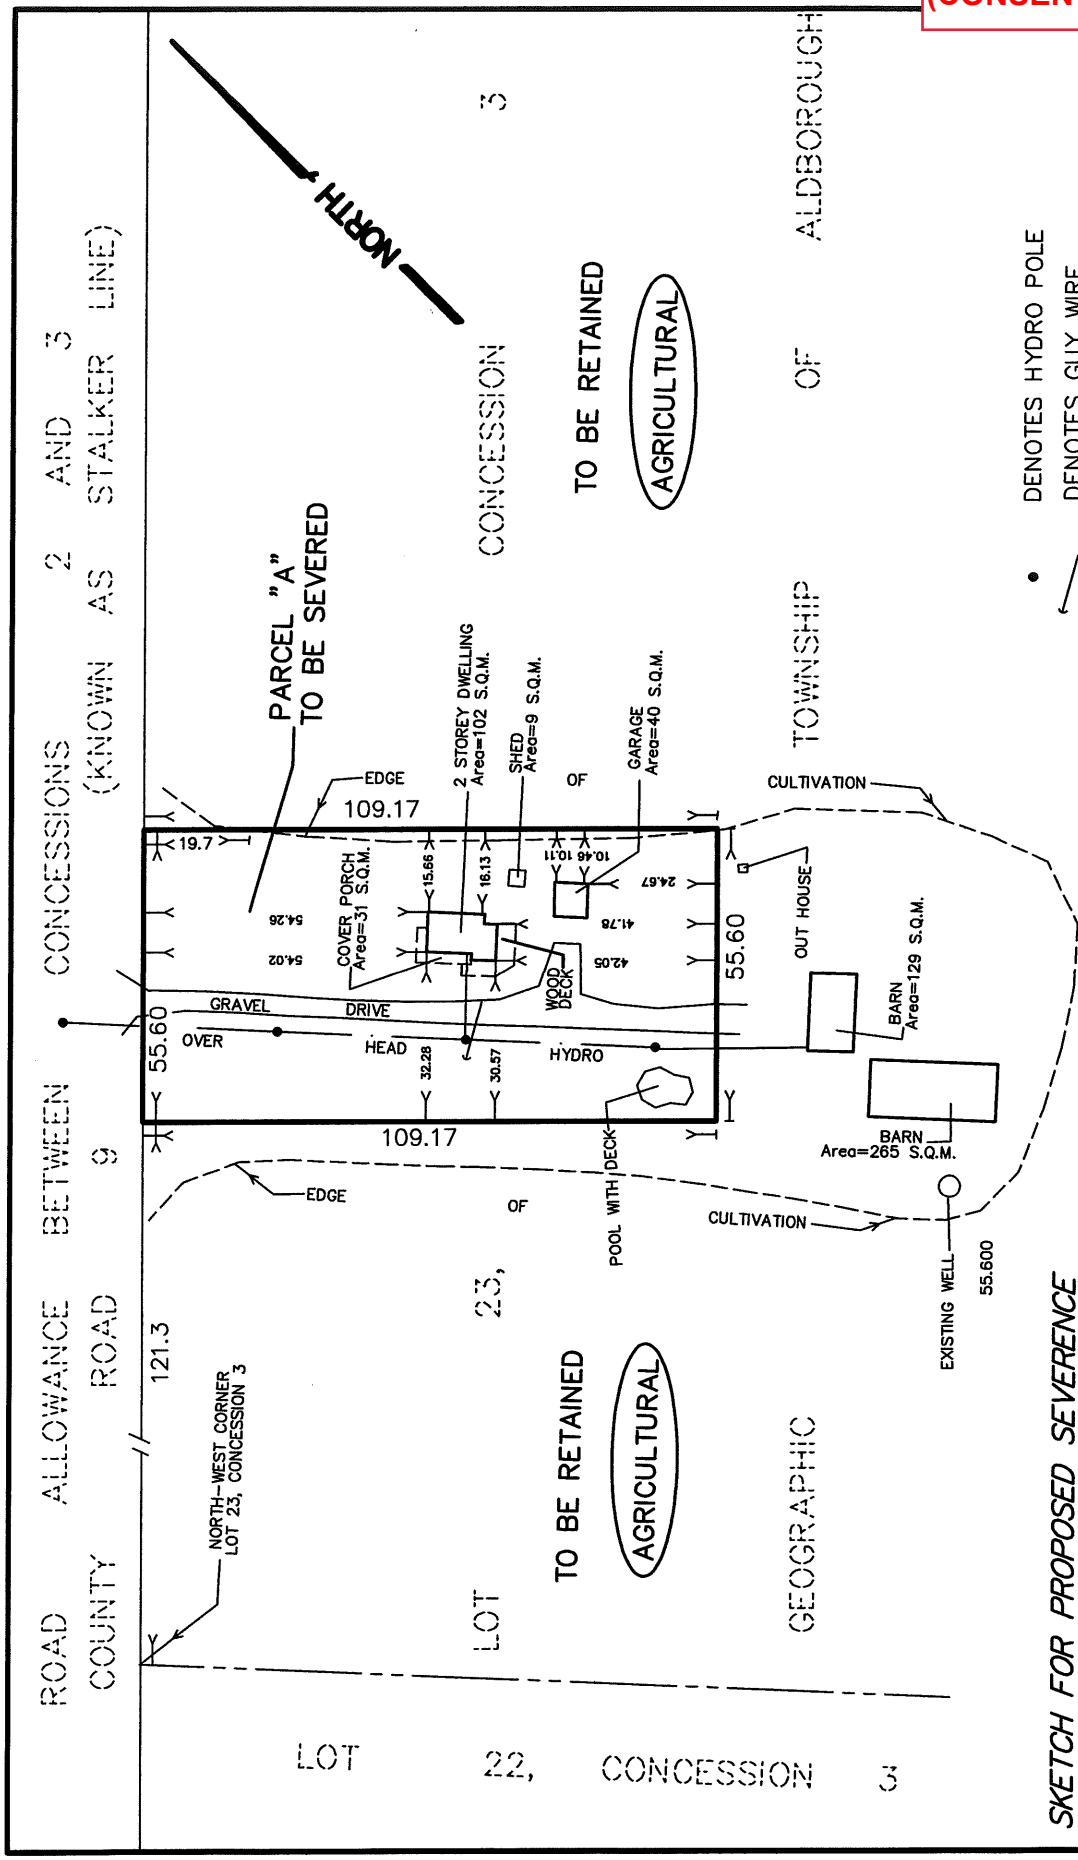 ROAD ALLOWANCE BETWEEN CONCESSIONS 2 AND 3
COUNTY ROAD 9 (KNOWN AS STALKER LINE)
121.3
55.60
NORTH-WEST CORNER
LOT 23, CONCESSION 3
PARCEL "A"
TO BE SEVERED
NORTH
109.17
109.17
19.7
EDGE
OF
CULTIVATION
EDGE
OF
CULTIVATION
54.26
54.02
GRAVEL DRIVE
OVER HEAD HYDRO
COVER PORCH
Area=31 S.Q.M.
2 STOREY DWELLING
Area=102 S.Q.M.
SHED
Area=9 S.Q.M.
GARAGE
Area=40 S.Q.M.
15.66
16.13
10.11
10.46
24.67
41.78
42.05
32.28
30.57
WOOD
DECK
POOL WITH DECK
55.60
OUT HOUSE
BARN
Area=129 S.Q.M.
BARN
Area=265 S.Q.M.
EXISTING WELL
55.600
LOT 23, CONCESSION 3
TO BE RETAINED
AGRICULTURAL
TO BE RETAINED
AGRICULTURAL
GEOGRAPHIC TOWNSHIP OF ALDBOROUGH
LOT 22, CONCESSION 3
DENOTES HYDRO POLE
DENOTES GUY WIRE
SKETCH FOR PROPOSED SEVERENCE
(CONSEN